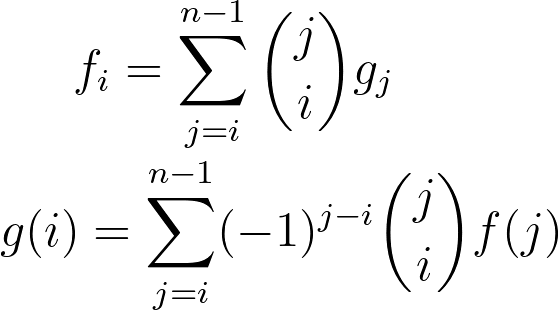 f_i = \sum_{j=i}^{n-1} \binom{j}{i} g_j
g(i) = \sum_{j=i}^{n-1} (-1)^{j-i} \binom{j}{i} f(j)